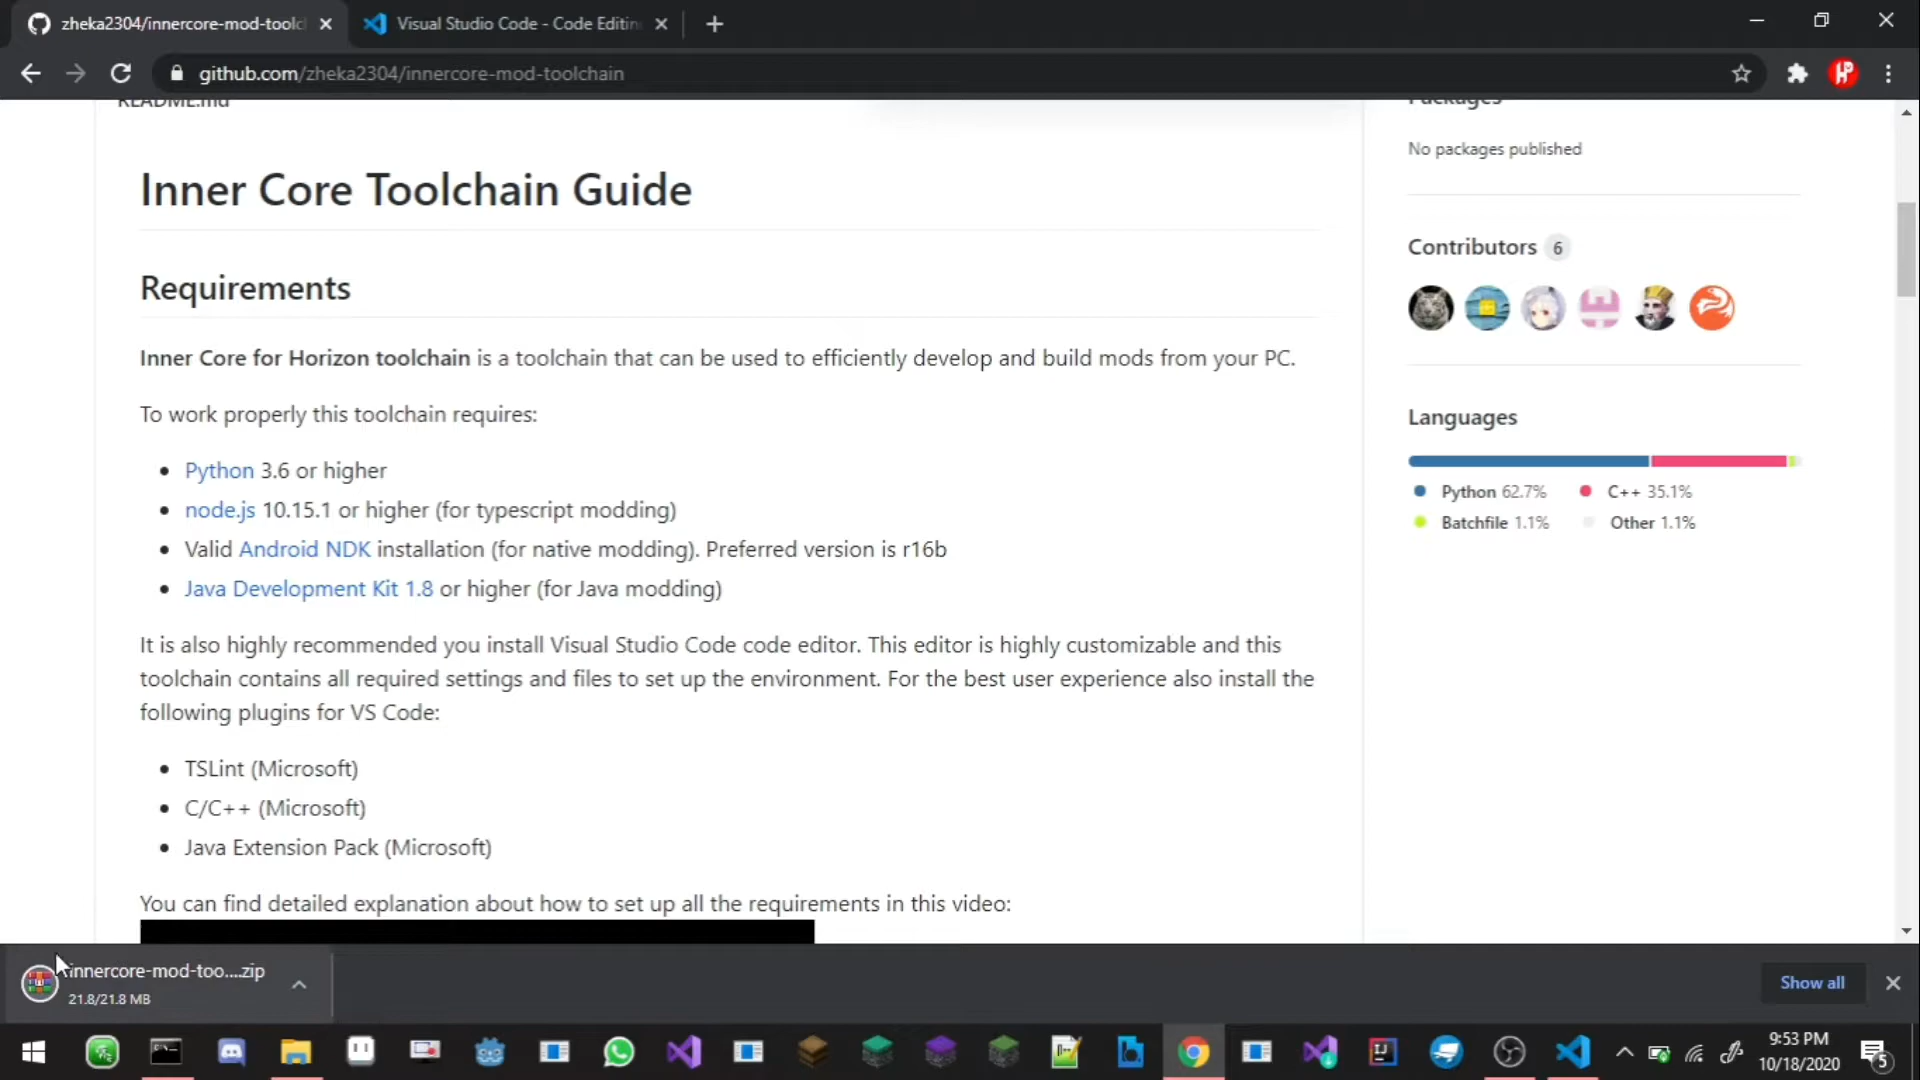 zheka2304/innercore-mod-toolc
Visual Studio Code - Code Editin
github.com/zheka2304/innercore-mod-toolchain
README.md
Packages
No packages published
Inner Core Toolchain Guide
Contributors 6
Requirements
Inner Core for Horizon toolchain is a toolchain that can be used to efficiently develop and build mods from your PC.
To work properly this toolchain requires:
Languages
Python 3.6 or higher
Python 62.7% C++ 35.1%
node.js 10.15.1 or higher (for typescript modding)
Batchfile 1.1% Other 1.1%
Valid Android NDK installation (for native modding). Preferred version is r16b
Java Development Kit 1.8 or higher (for Java modding)
It is also highly recommended you install Visual Studio Code code editor. This editor is highly customizable and this
toolchain contains all required settings and files to set up the environment. For the best user experience also install the
following plugins for VS Code:
TSLint (Microsoft)
C/C++ (Microsoft)
Java Extension Pack (Microsoft)
You can find detailed explanation about how to set up all the requirements in this video:
innercore-mod-too....zip
21.8/21.8 MB
Show all
9:53 PM
10/18/2020
5